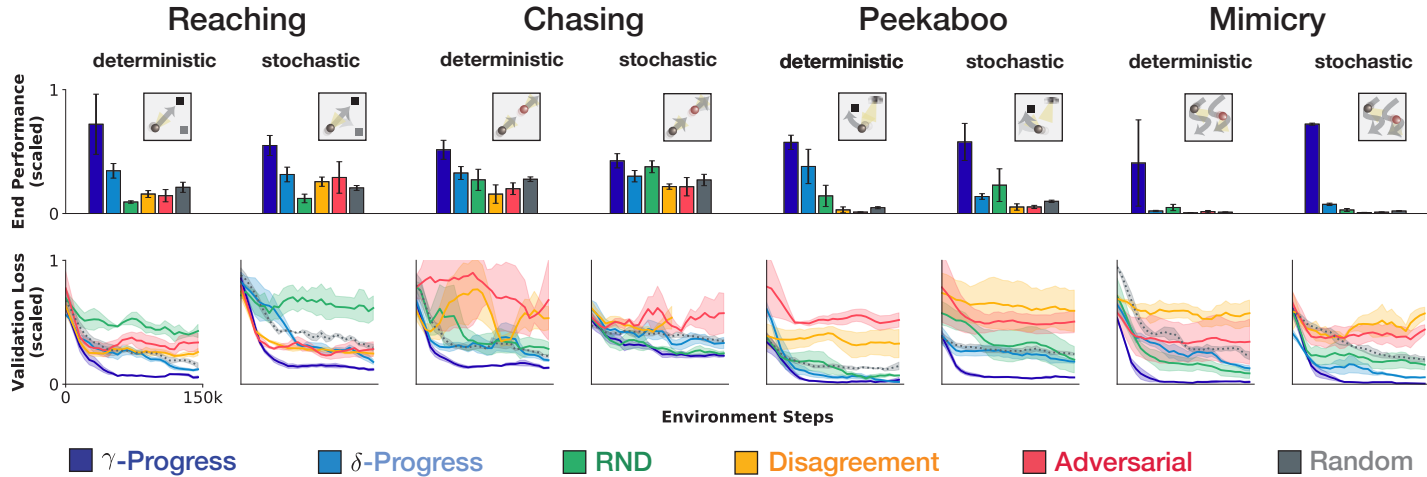 Reaching Chasing Peekaboo Mimicry
deterministic stochastic deterministic stochastic deterministic stochastic deterministic stochastic
End Performance
(scaled)
1
0
Validation Loss
(scaled)
1
0
0 150k
Environment Steps
γ-Progress δ-Progress RND Disagreement Adversarial Random